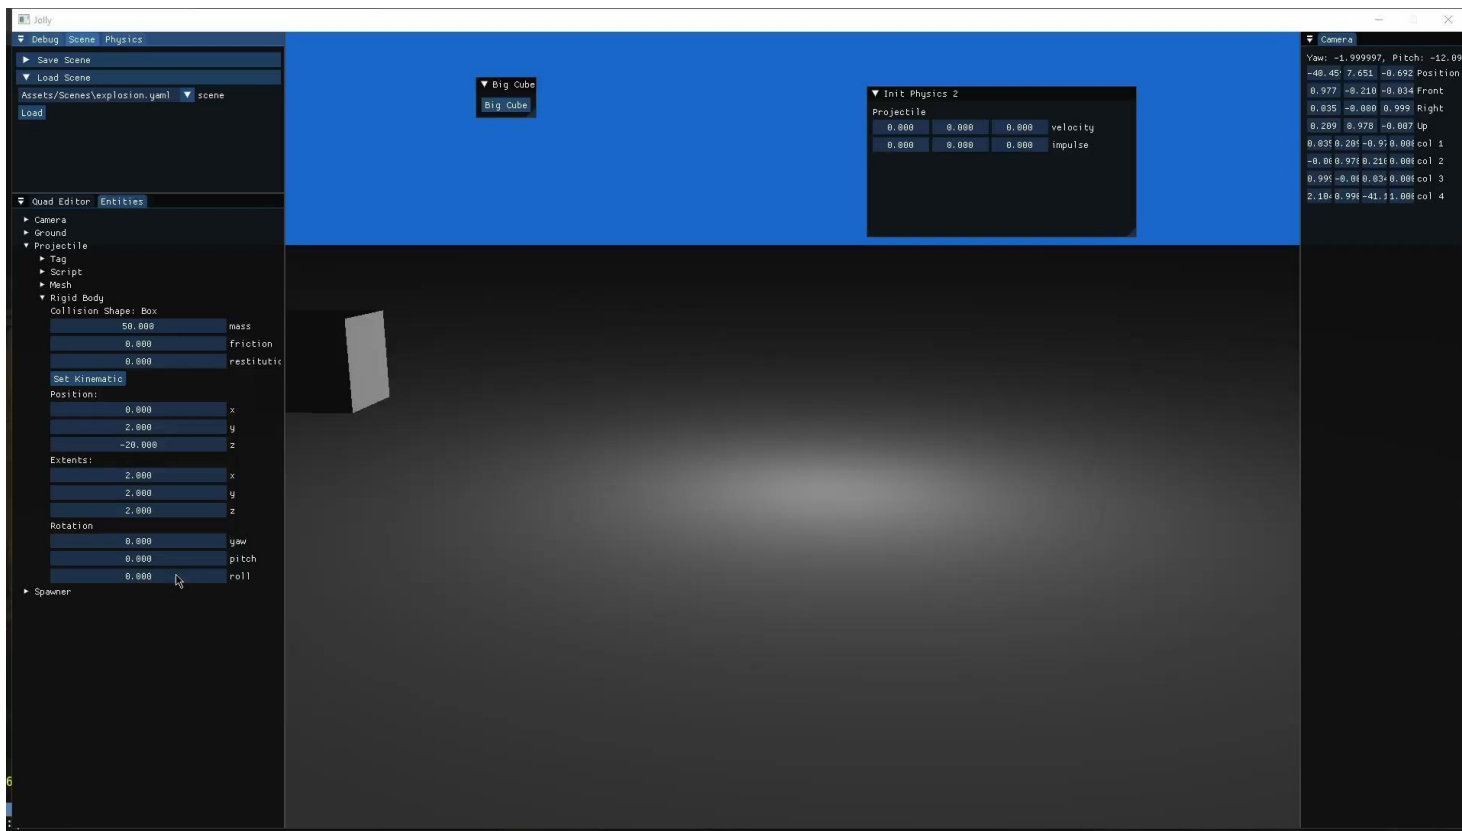 Jolly
Debug Scene Physics
Save Scene
Load Scene
Assets/Scenes\explosion.yaml scene
Load
Quad Editor Entities
Camera
Ground
Projectile
Tag
Script
Mesh
Rigid Body
Collision Shape: Box
50.000 mass
0.000 friction
0.000 restitutic
Set Kinematic
Position:
0.000 x
2.000 y
-20.000 z
Extents:
2.000 x
2.000 y
2.000 z
Rotation
0.000 yaw
0.000 pitch
0.000 roll
Spawner
Big Cube
Big Cube
Init Physics 2
Projectile
0.000 0.000 0.000 velocity
0.000 0.000 0.000 impulse
Camera
Yaw: -1.999997, Pitch: -12.09
7.651 -0.692 Position
0.977 -0.210 -0.034 Front
0.035 -0.000 0.999 Right
0.209 0.978 -0.007 Up
col 1
col 2
col 3
col 4
6